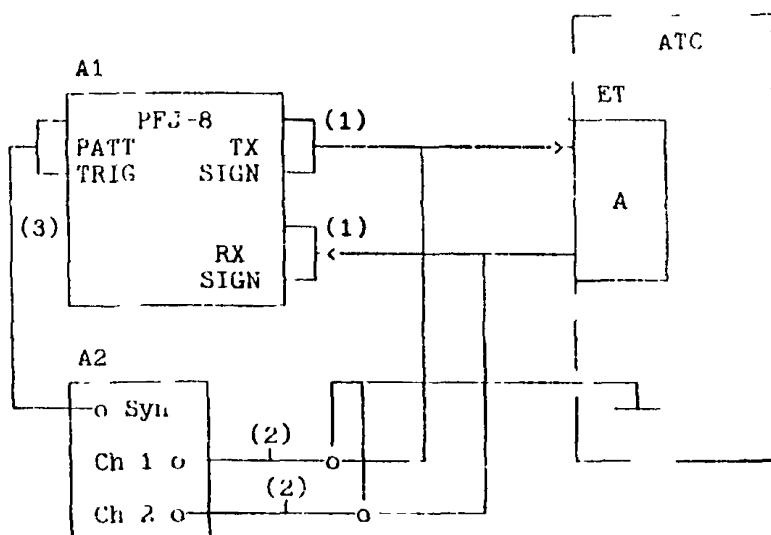 ATC
A1
ET
PFJ-8
(1)
PATT TX
TRIG SIGN
A
(3)
(1)
RX
SIGN
A2
Syn
(2)
Ch 1
(2)
Ch 2